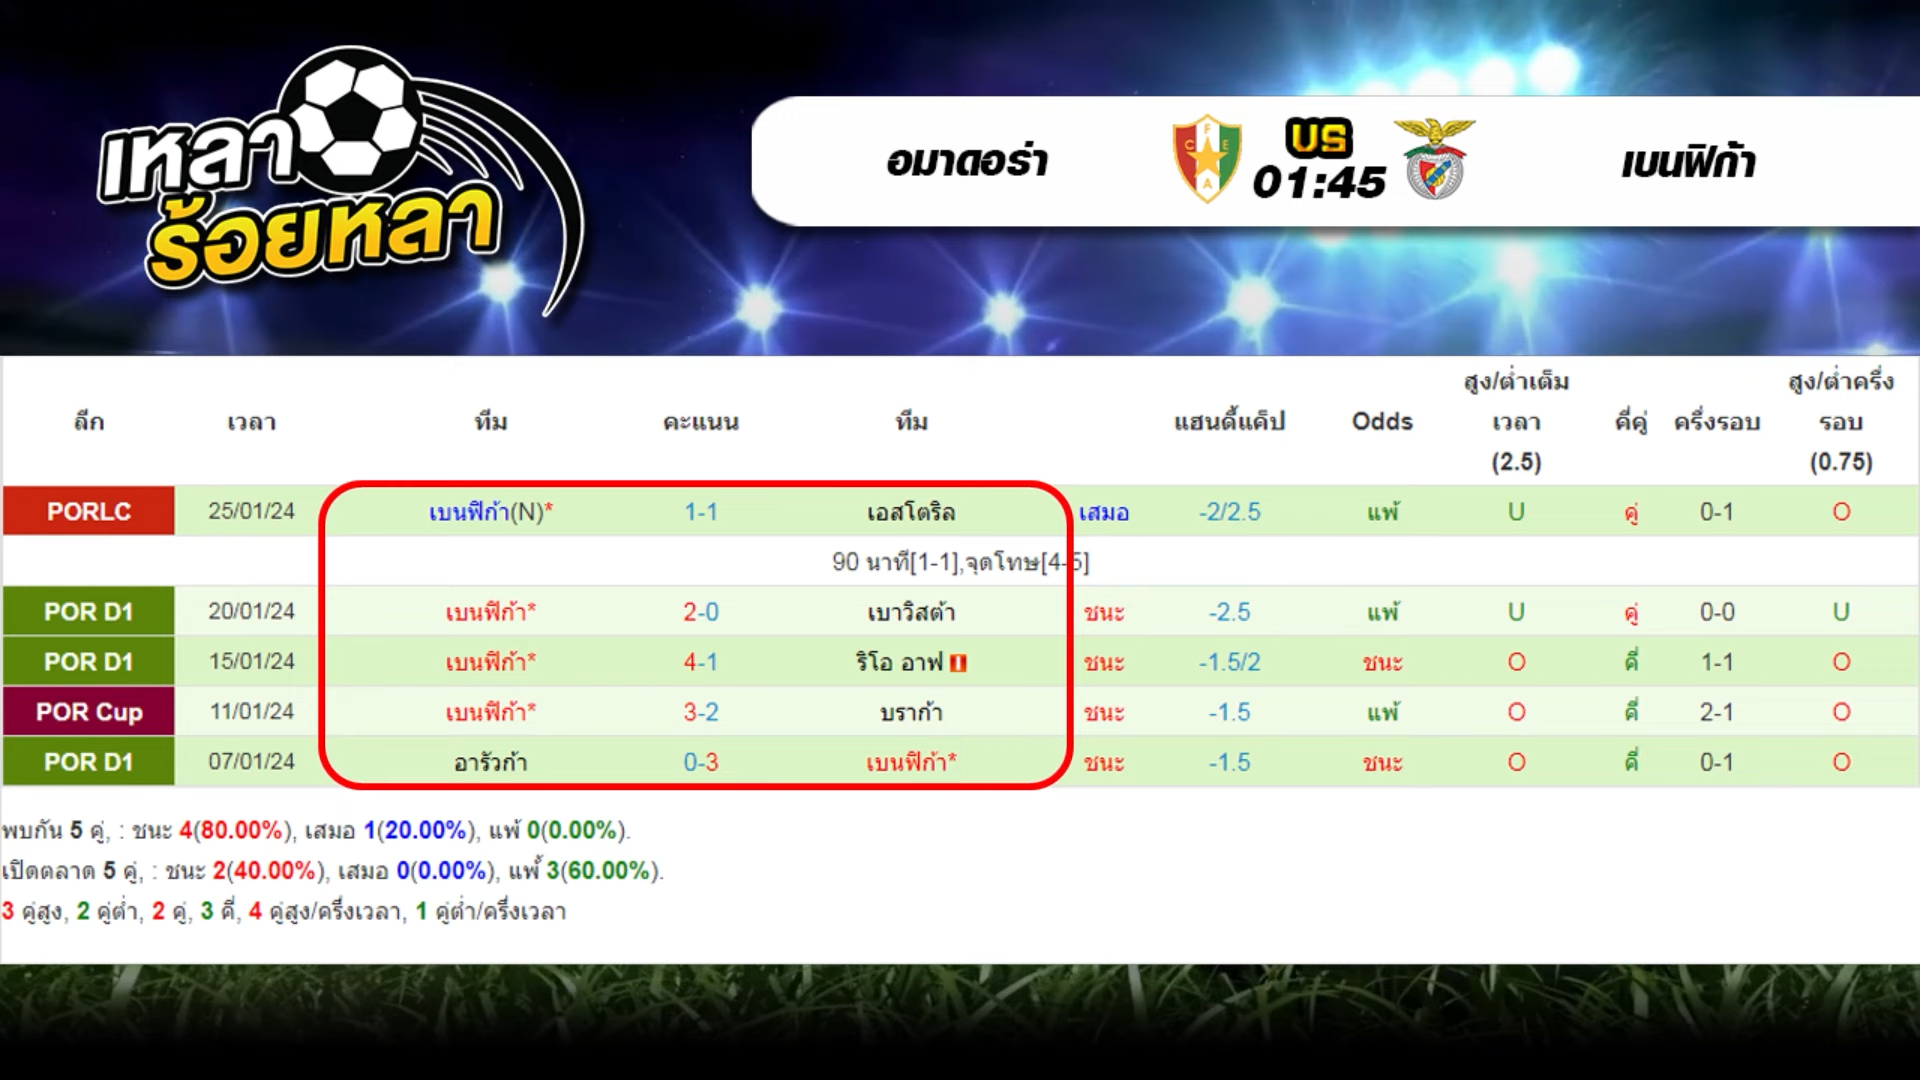 เหลา
ร้อยหลา
อมาดอร่า
VS
01:45
เบนฟิก้า
ลีก เวลา ทีม คะแนน ทีม แฮนดี้แค็ป Odds สูง/ต่ำเต็มเวลา (2.5) คี่คู่ ครึ่งรอบ สูง/ต่ำครึ่งรอบ (0.75)
PORLC 25/01/24 เบนฟิก้า(N)* 1-1 เอสโตริล เสมอ -2/2.5 แพ้ U คู่ 0-1 O
90 นาที[1-1],จุดโทษ[4-5]
POR D1 20/01/24 เบนฟิก้า* 2-0 เบาวิสต้า ชนะ -2.5 แพ้ U คู่ 0-0 U
POR D1 15/01/24 เบนฟิก้า* 4-1 ริโอ อาฟ 1 ชนะ -1.5/2 ชนะ O คี่ 1-1 O
POR Cup 11/01/24 เบนฟิก้า* 3-2 บราก้า ชนะ -1.5 แพ้ O คี่ 2-1 O
POR D1 07/01/24 อารัวก้า 0-3 เบนฟิก้า* ชนะ -1.5 ชนะ O คี่ 0-1 O
พบกัน 5 คู่, : ชนะ 4(80.00%), เสมอ 1(20.00%), แพ้ 0(0.00%).
เปิดตลาด 5 คู่, : ชนะ 2(40.00%), เสมอ 0(0.00%), แพ้ 3(60.00%).
3 คู่สูง, 2 คู่ต่ำ, 2 คู่, 3 คี่, 4 คู่สูง/ครึ่งเวลา, 1 คู่ต่ำ/ครึ่งเวลา